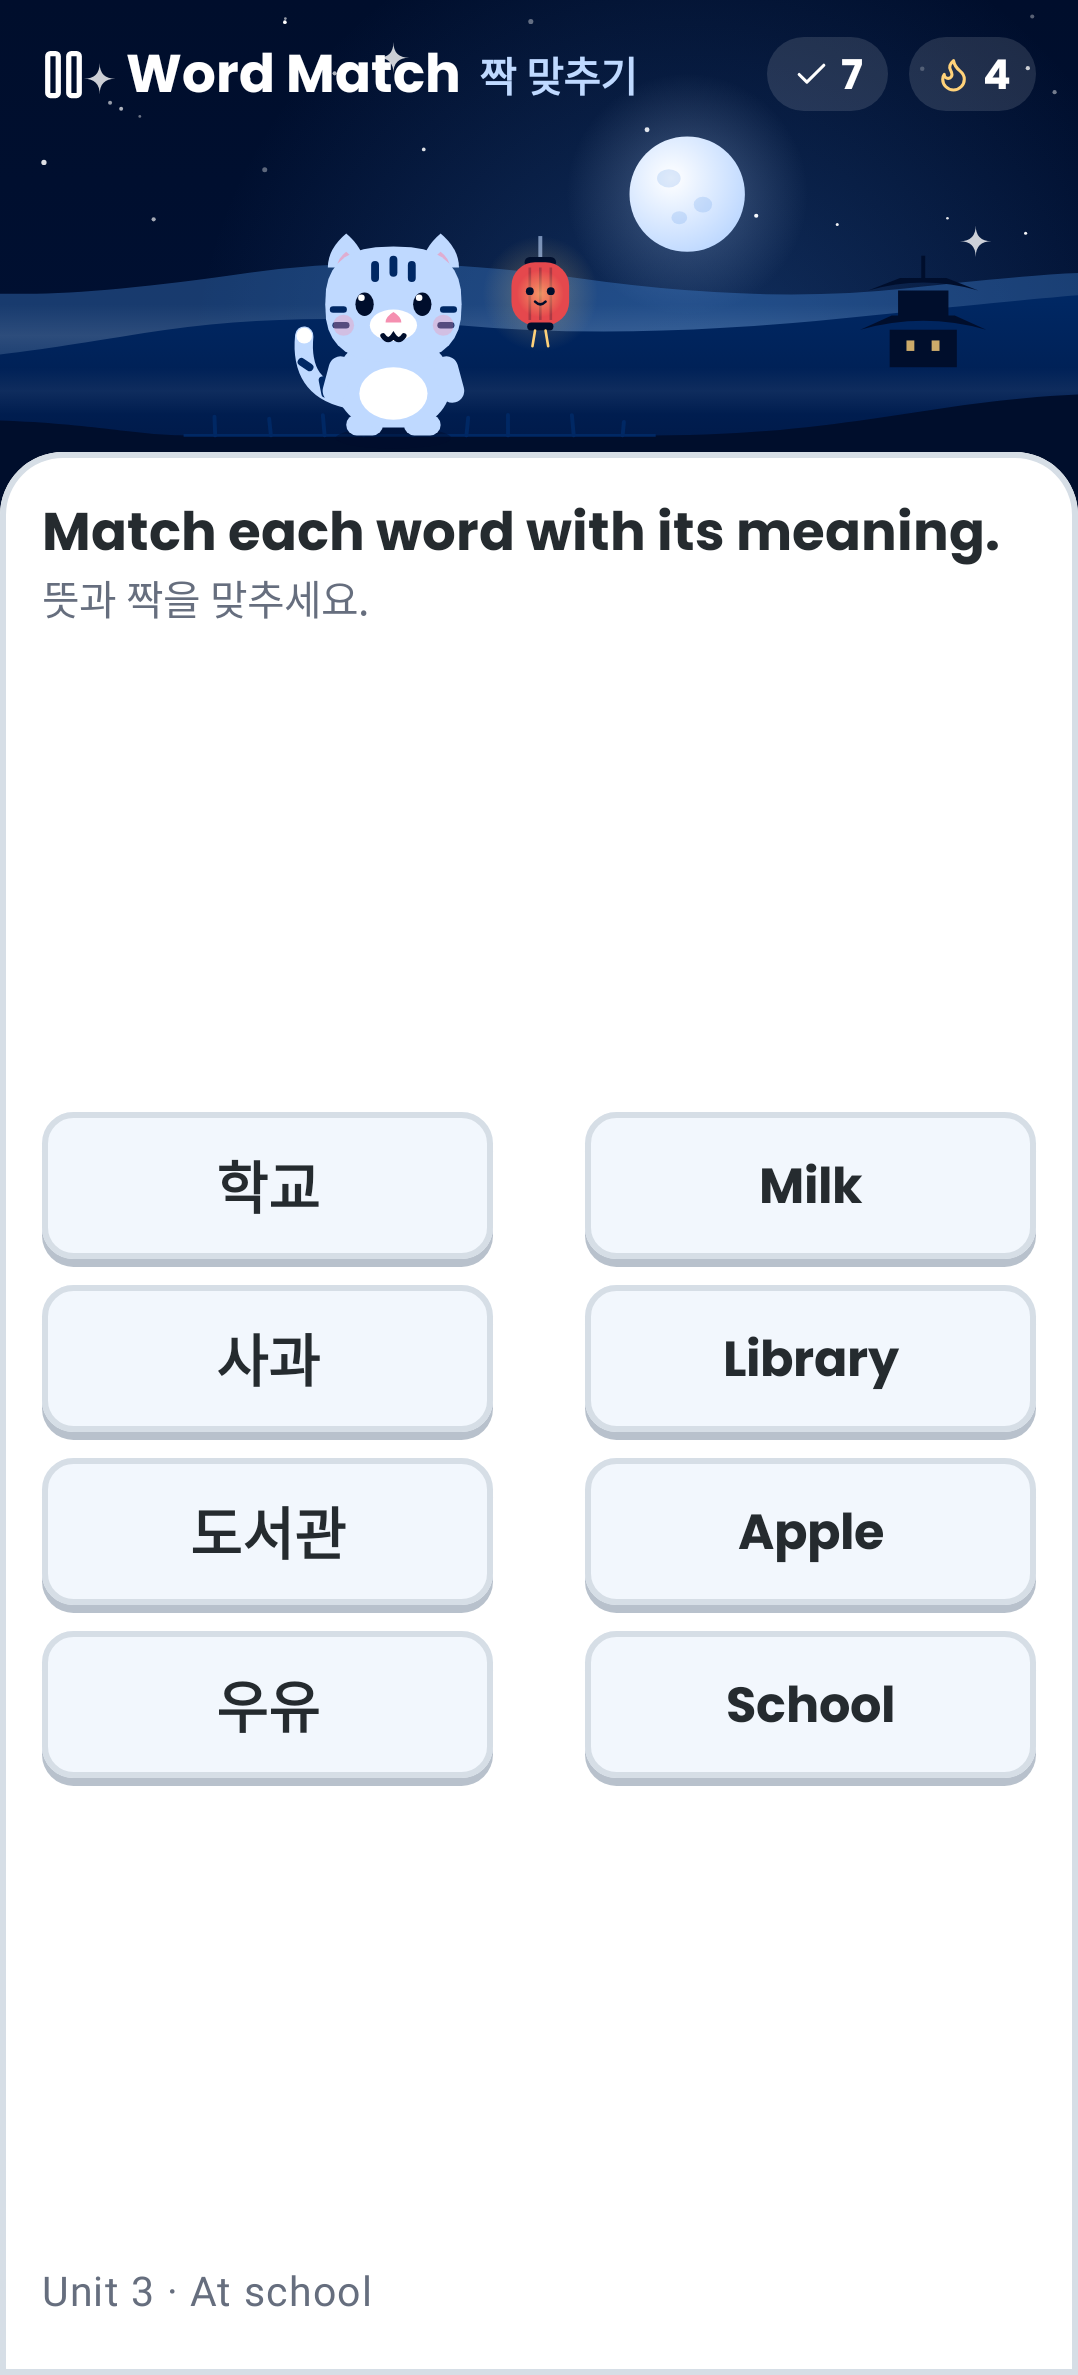 Word Match 짝 맞추기 7 4
Match each word with its meaning.
뜻과 짝을 맞추세요.
학교 Milk
사과 Library
도서관 Apple
우유 School
Unit 3 · At school